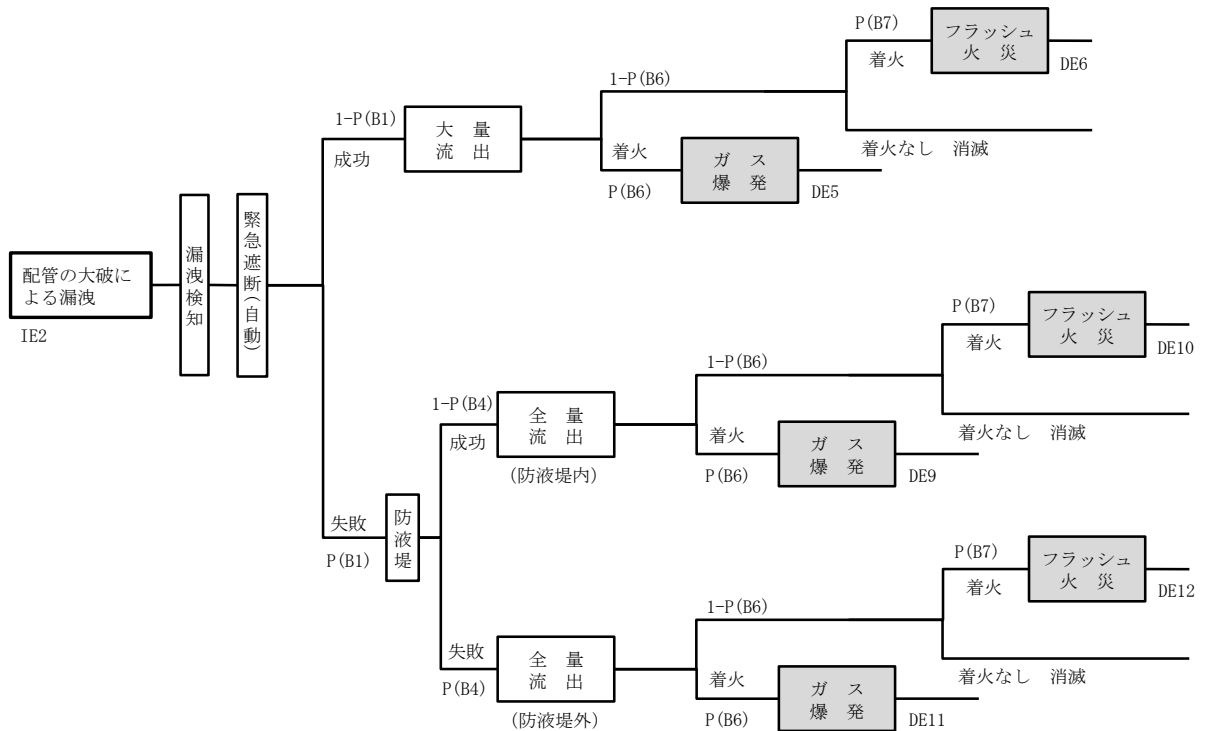 P(B7)
フラッシュ
火　災
着火
DE6
1-P(B6)
1-P(B1)
大　量
流　出
成功
着火なし　消滅
着火
ガ　ス
爆　発
P(B6)
DE5
漏洩検知
緊急遮断(自動)
配管の大破に
よる漏洩
IE2
P(B7)
フラッシュ
火　災
着火
DE10
1-P(B6)
1-P(B4)
全　量
流　出
成功
着火なし　消滅
(防液堤内)
着火
ガ　ス
爆　発
P(B6)
DE9
失敗
P(B1)
防液堤
P(B7)
フラッシュ
火　災
着火
DE12
1-P(B6)
失敗
P(B4)
全　量
流　出
着火なし　消滅
(防液堤外)
着火
ガ　ス
爆　発
P(B6)
DE11